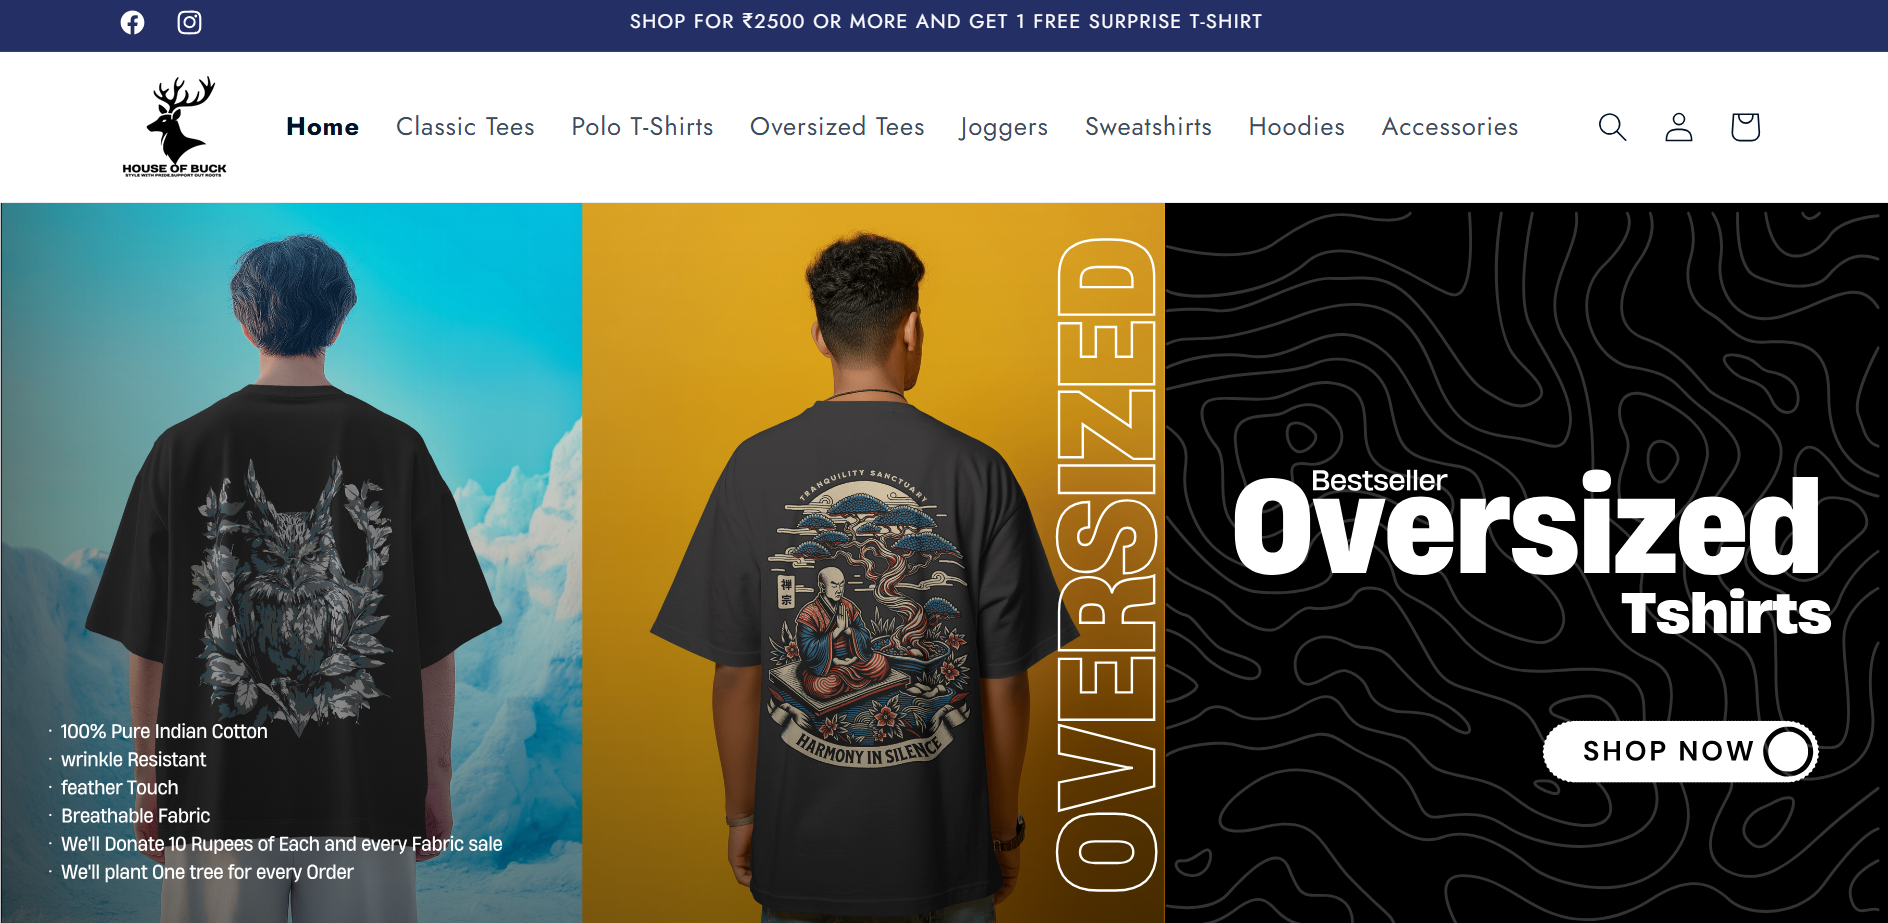 SHOP FOR ₹2500 OR MORE AND GET 1 FREE SURPRISE T-SHIRT
HOUSE OF BUCK
STYLE WITH PRIDE.SUPPORT OUT ROOTS
Home
Classic Tees
Polo T-Shirts
Oversized Tees
Joggers
Sweatshirts
Hoodies
Accessories
· 100% Pure Indian Cotton
· wrinkle Resistant
· feather Touch
· Breathable Fabric
· We'll Donate 10 Rupees of Each and every Fabric sale
· We'll plant One tree for every Order
TRANQUILITY SANCTUARY
禅
宗
HARMONY IN SILENCE
OVERSIZED
Bestseller
Oversized
Tshirts
SHOP NOW